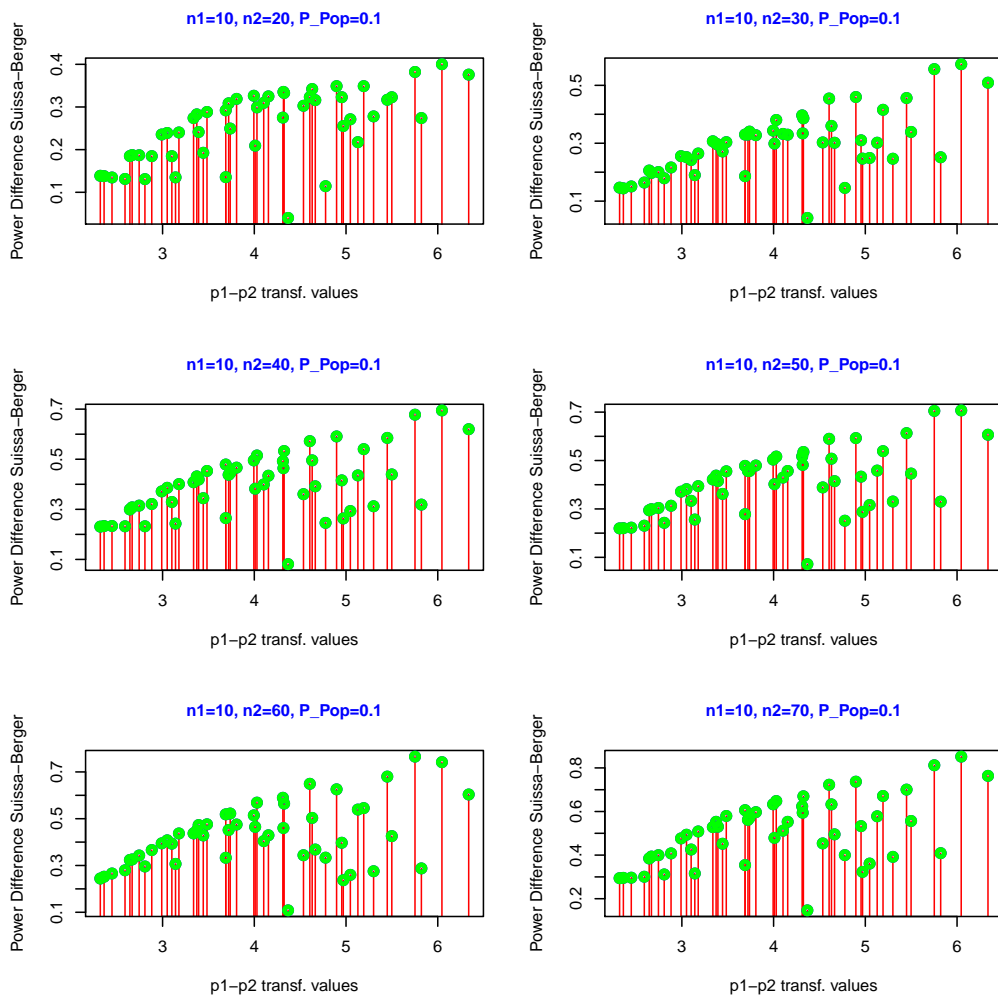 n1=10, n2=20, P_Pop=0.1
Power Difference Suissa−Berger
0.1 0.2 0.3 0.4
3 4 5 6
p1−p2 transf. values
n1=10, n2=30, P_Pop=0.1
Power Difference Suissa−Berger
0.1 0.3 0.5
3 4 5 6
p1−p2 transf. values
n1=10, n2=40, P_Pop=0.1
Power Difference Suissa−Berger
0.1 0.3 0.5 0.7
3 4 5 6
p1−p2 transf. values
n1=10, n2=50, P_Pop=0.1
Power Difference Suissa−Berger
0.1 0.3 0.5 0.7
3 4 5 6
p1−p2 transf. values
n1=10, n2=60, P_Pop=0.1
Power Difference Suissa−Berger
0.1 0.3 0.5 0.7
3 4 5 6
p1−p2 transf. values
n1=10, n2=70, P_Pop=0.1
Power Difference Suissa−Berger
0.2 0.4 0.6 0.8
3 4 5 6
p1−p2 transf. values